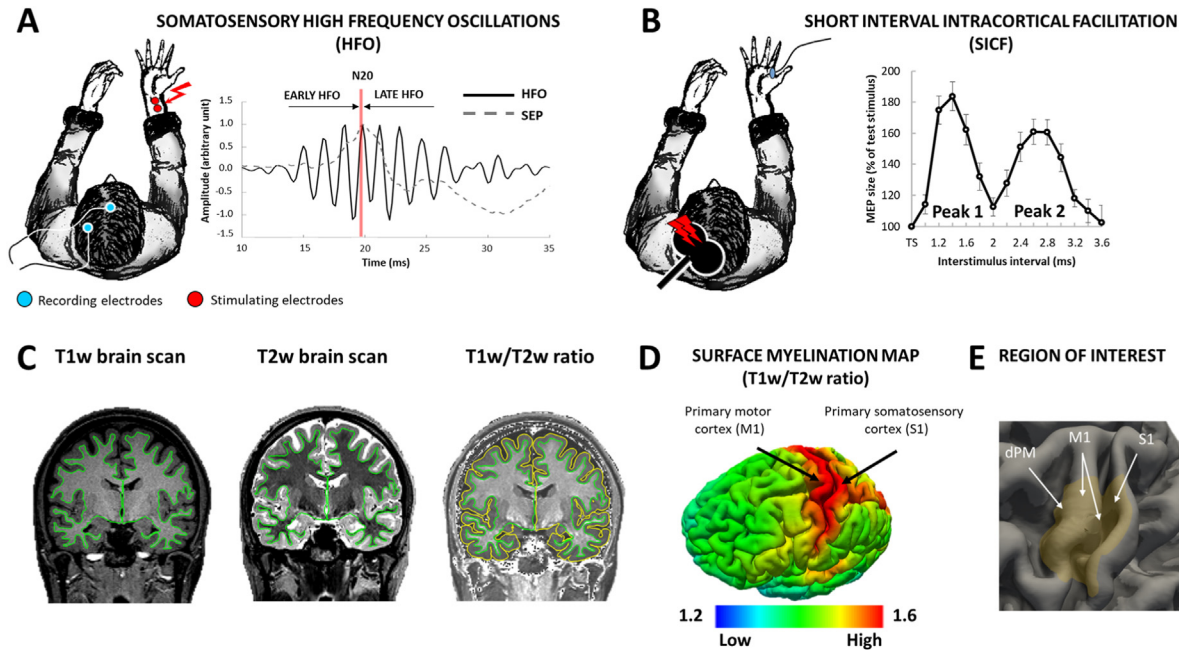 A
SOMATOSENSORY HIGH FREQUENCY OSCILLATIONS
(HFO)
N20
EARLY HFO
LATE HFO
HFO
SEP
Amplitude (arbitrary unit)
1.5
1.0
0.5
0.0
-0.5
-1.0
-1.5
10
15
20
25
30
35
Time (ms)
Recording electrodes
Stimulating electrodes
B
SHORT INTERVAL INTRACORTICAL FACILITATION
(SICF)
MEP size (% of test stimulus)
200
180
160
140
120
100
Peak 1
Peak 2
TS
1.2
1.6
2
2.4
2.8
3.2
3.6
Interstimulus interval (ms)
C
T1w brain scan
T2w brain scan
T1w/T2w ratio
D
SURFACE MYELINATION MAP
(T1w/T2w ratio)
Primary motor
cortex (M1)
Primary somatosensory
cortex (S1)
1.2
1.6
Low
High
E
REGION OF INTEREST
dPM
M1
S1